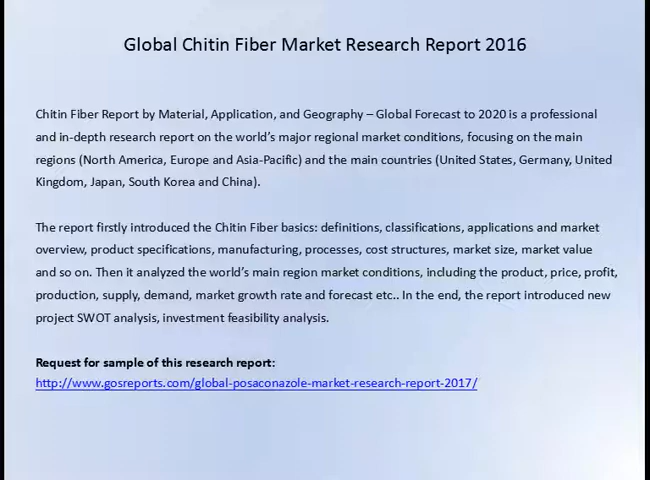 Global Chitin Fiber Market Research Report 2016
Chitin Fiber Report by Material, Application, and Geography – Global Forecast to 2020 is a professional
and in-depth research report on the world's major regional market conditions, focusing on the main
regions (North America, Europe and Asia-Pacific) and the main countries (United States, Germany, United
Kingdom, Japan, South Korea and China).
The report firstly introduced the Chitin Fiber basics: definitions, classifications, applications and market
overview, product specifications, manufacturing, processes, cost structures, market size, market value
and so on. Then it analyzed the world's main region market conditions, including the product, price, profit,
production, supply, demand, market growth rate and forecast etc.. In the end, the report introduced new
project SWOT analysis, investment feasibility analysis.
Request for sample of this research report:
http://www.gosreports.com/global-posaconazole-market-research-report-2017/